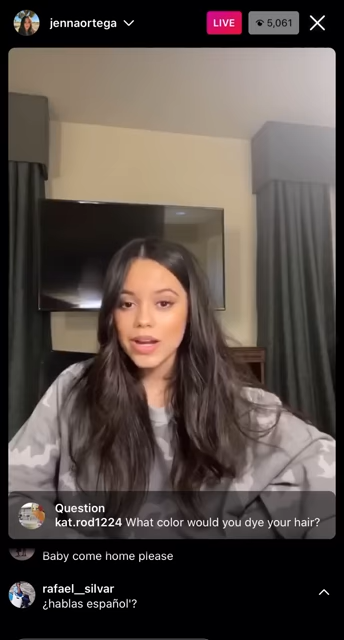 jennaortega
LIVE
5,061
Question
kat.rod1224 What color would you dye your hair?
Baby come home please
rafael__silvar
¿hablas español'?